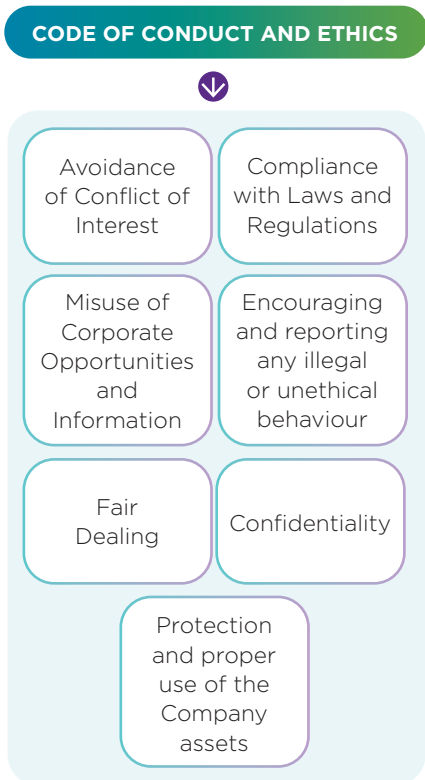 CODE OF CONDUCT AND ETHICS
Avoidance
of Conflict of
Interest
Compliance
with Laws and
Regulations
Misuse of
Corporate
Opportunities
and
Information
Encouraging
and reporting
any illegal
or unethical
behaviour
Fair
Dealing
Confidentiality
Protection
and proper
use of the
Company
assets